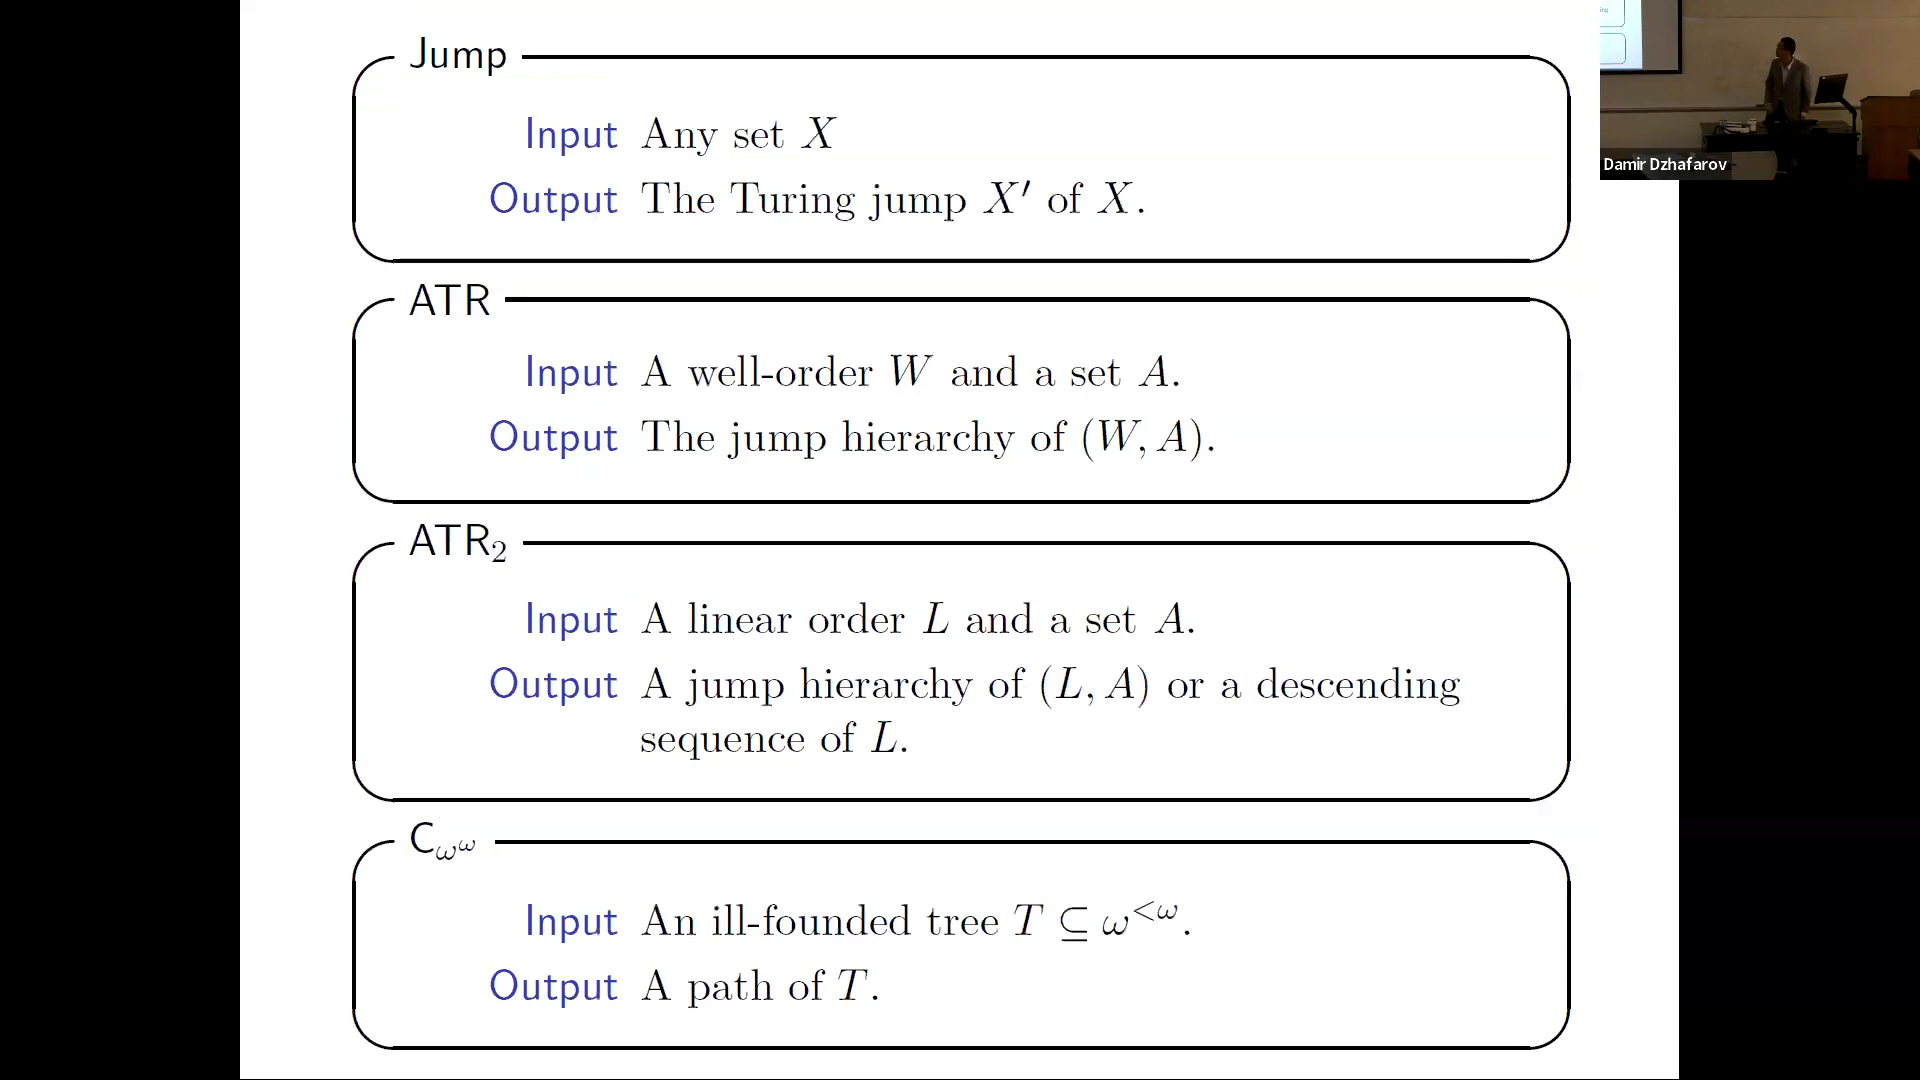 Jump
Input Any set X
Output The Turing jump X′ of X.
ATR
Input A well-order W and a set A.
Output The jump hierarchy of (W, A).
ATR₂
Input A linear order L and a set A.
Output A jump hierarchy of (L, A) or a descending
sequence of L.
C_{ω^ω}
Input An ill-founded tree T ⊆ ω^{<ω}.
Output A path of T.
Damir Dzhafarov